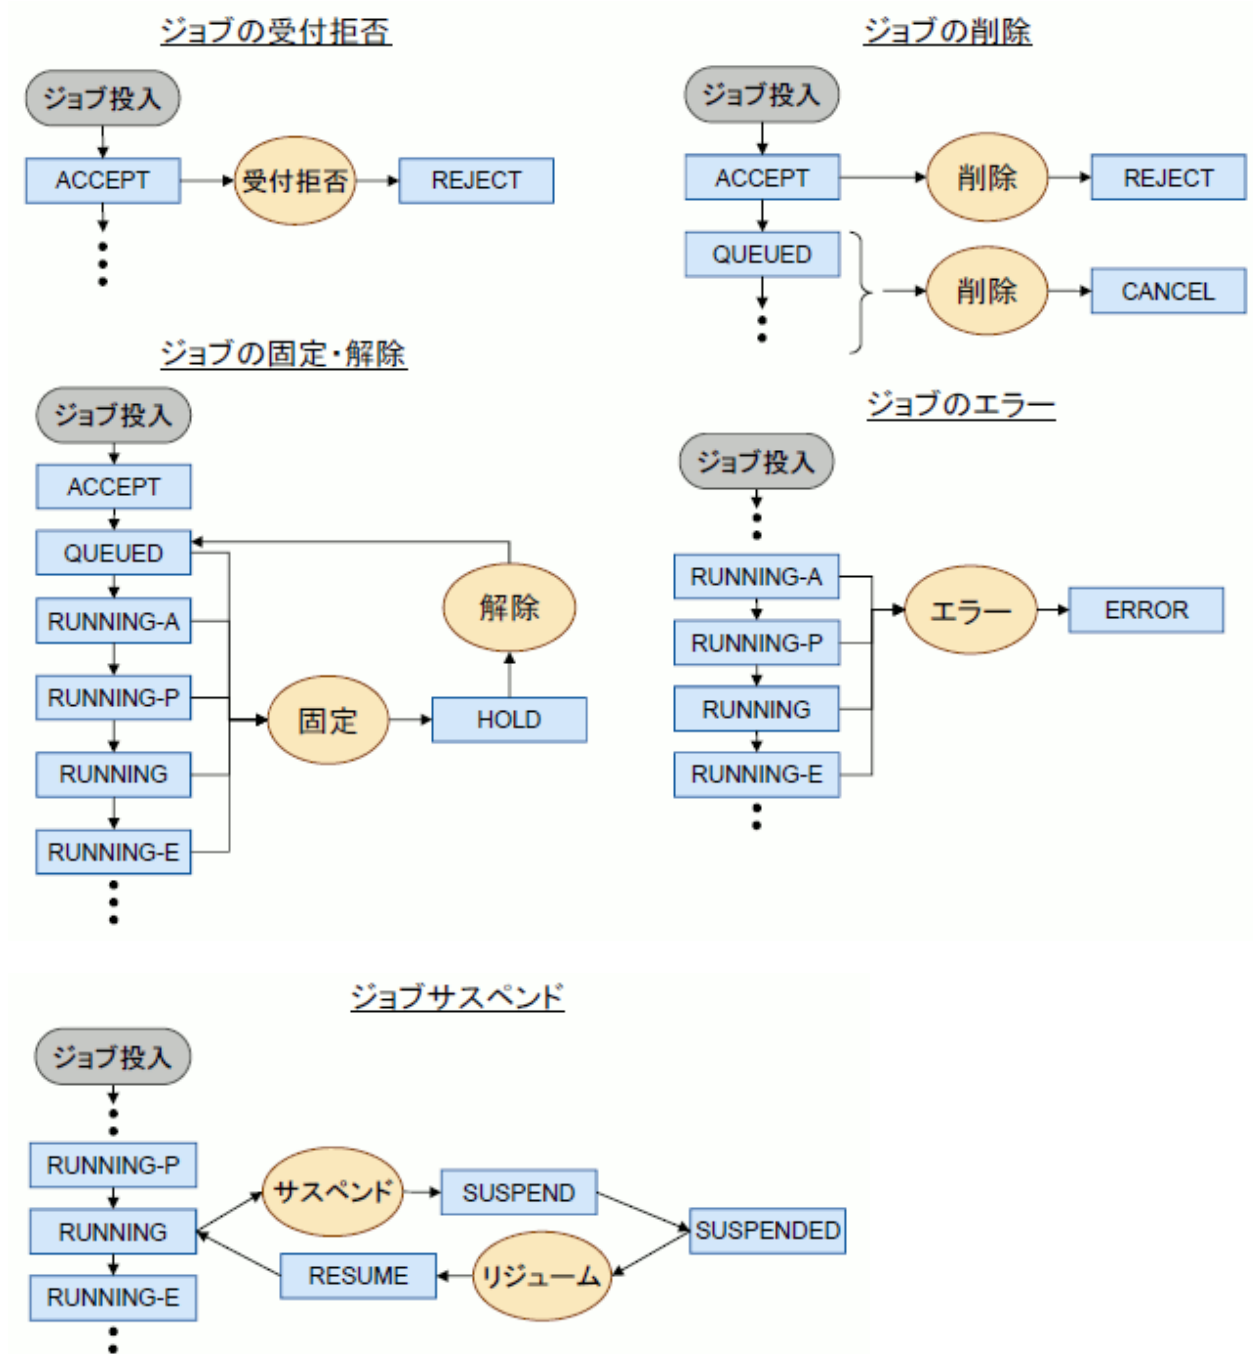 ジョブの受付拒否
ジョブ投入
ACCEPT
受付拒否
REJECT
ジョブの削除
ジョブ投入
ACCEPT
削除
REJECT
QUEUED
削除
CANCEL
ジョブの固定・解除
ジョブ投入
ACCEPT
QUEUED
RUNNING-A
RUNNING-P
RUNNING
RUNNING-E
固定
HOLD
解除
ジョブのエラー
ジョブ投入
RUNNING-A
RUNNING-P
RUNNING
RUNNING-E
エラー
ERROR
ジョブサスペンド
ジョブ投入
RUNNING-P
RUNNING
RUNNING-E
サスペンド
SUSPEND
SUSPENDED
リジューム
RESUME